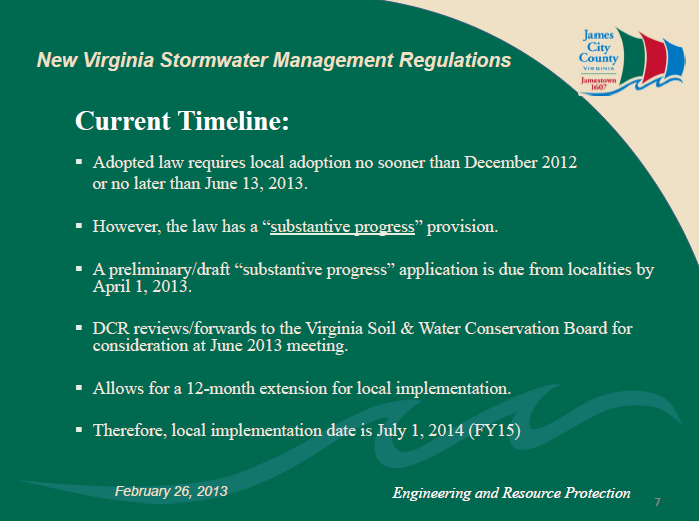 James
City
County
VIRGINIA
Jamestown
1607
New Virginia Stormwater Management Regulations
Current Timeline:
▪ Adopted law requires local adoption no sooner than December 2012
or no later than June 13, 2013.
▪ However, the law has a “substantive progress” provision.
▪ A preliminary/draft “substantive progress” application is due from localities by
April 1, 2013.
▪ DCR reviews/forwards to the Virginia Soil & Water Conservation Board for
consideration at June 2013 meeting.
▪ Allows for a 12-month extension for local implementation.
▪ Therefore, local implementation date is July 1, 2014 (FY15)
February 26, 2013
Engineering and Resource Protection
7